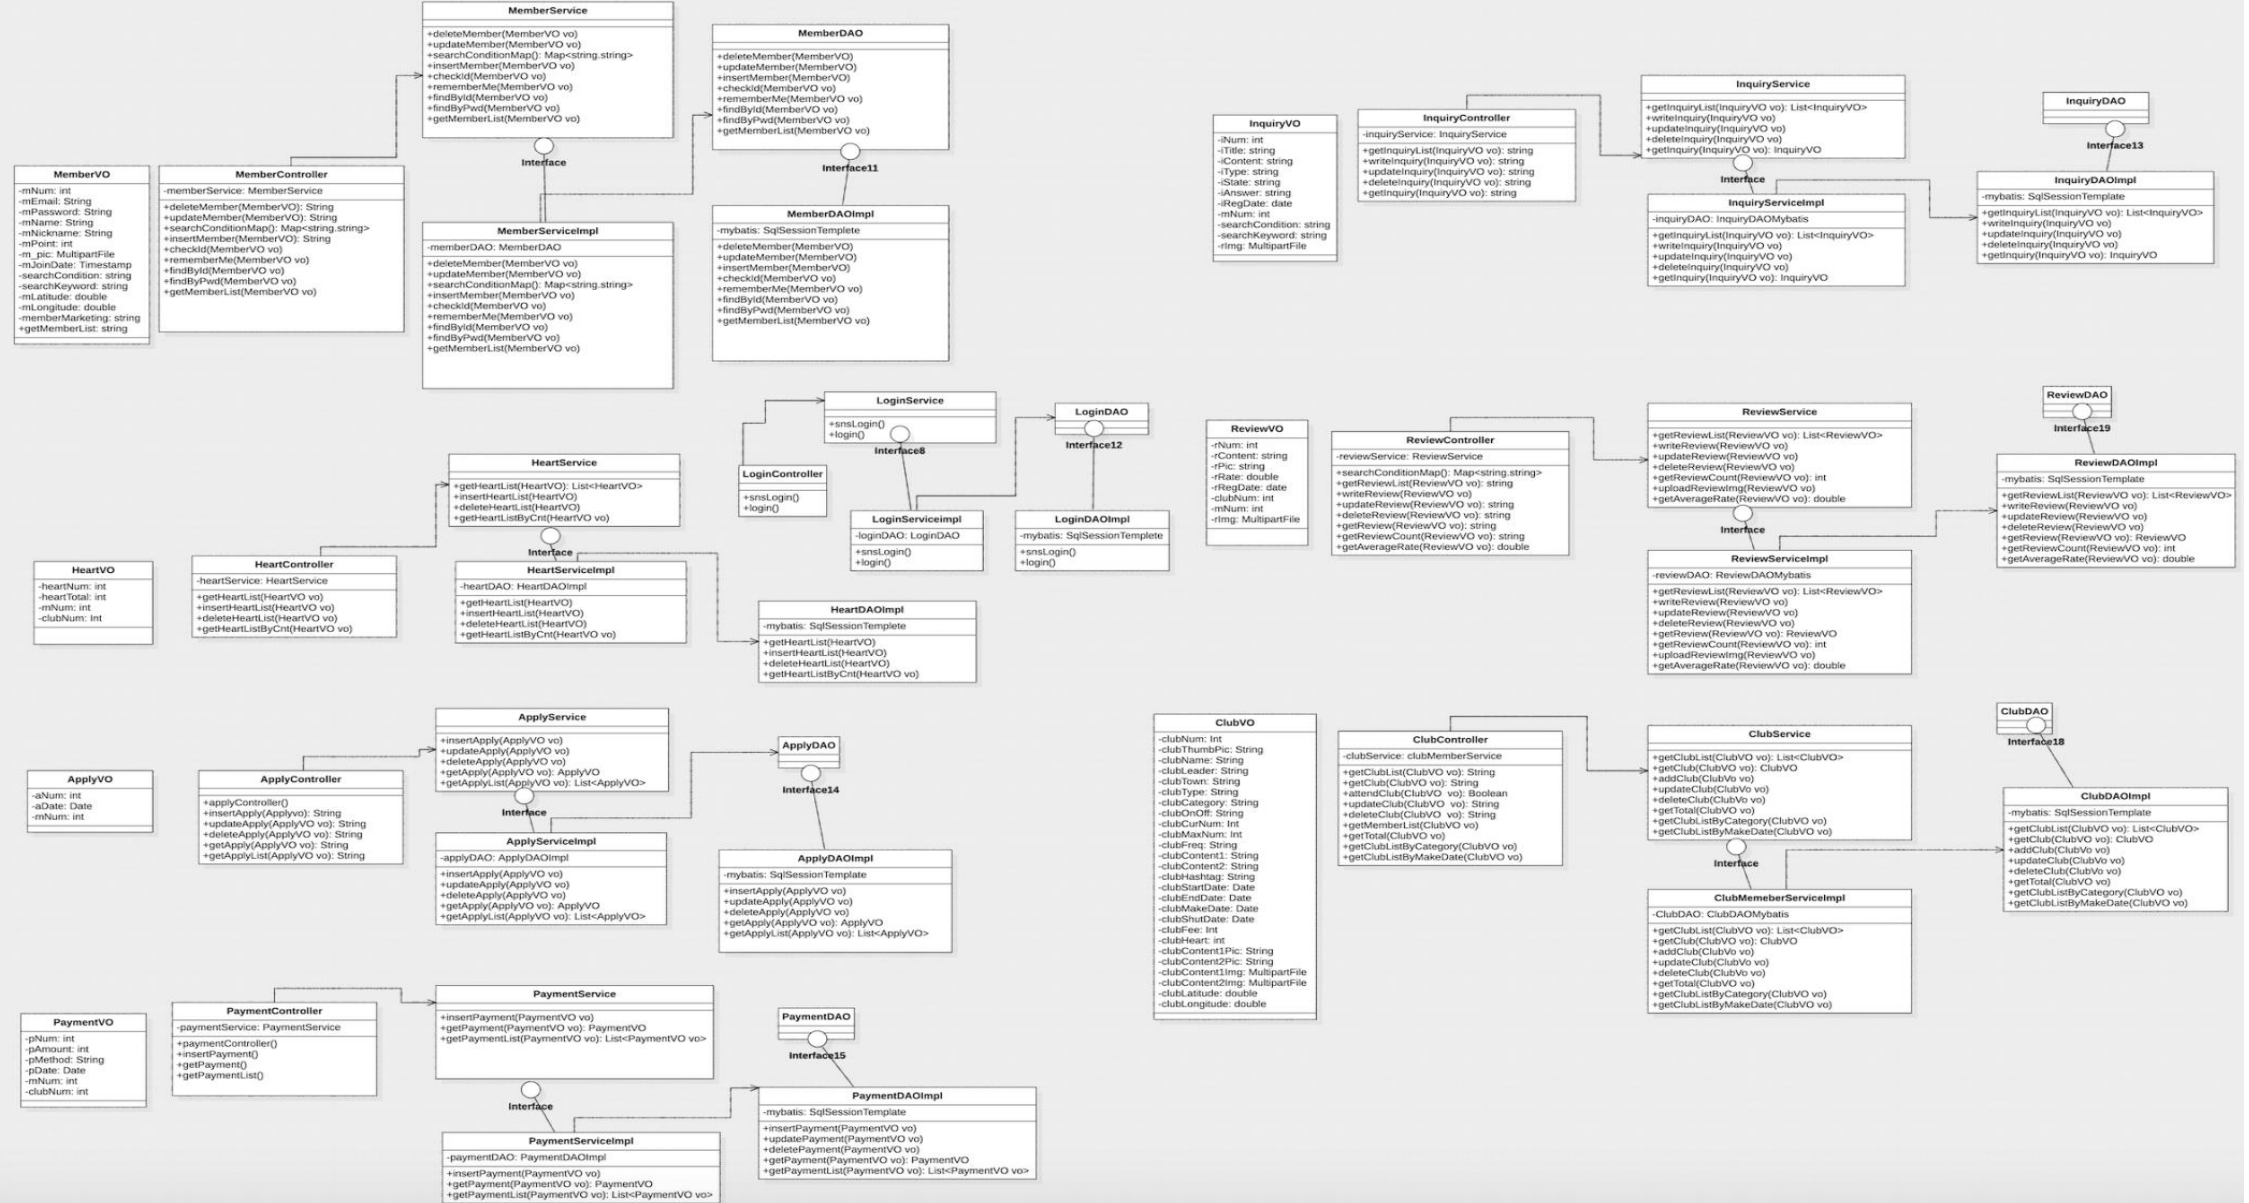 MemberService
+deleteMember(MemberVO vo)
+updateMember(MemberVO vo)
+searchConditionMap(): Map<string.string>
+insertMember(MemberVO vo)
+checkId(MemberVO vo)
+rememberMe(MemberVO vo)
+findById(MemberVO vo)
+findByPwd(MemberVO vo)
+getMemberList(MemberVO vo)
Interface
MemberDAO
+deleteMember(MemberVO)
+updateMember(MemberVO)
+insertMember(MemberVO)
+checkId(MemberVO vo)
+rememberMe(MemberVO vo)
+findById(MemberVO vo)
+findByPwd(MemberVO vo)
+getMemberList(MemberVO vo)
Interface11
MemberVO
-mNum: int
-mEmail: String
-mPassword: String
-mName: String
-mNickname: String
-mPoint: int
-m_pic: MultipartFile
-mJoinDate: Timestamp
-searchCondition: string
-searchKeyword: string
-mLatitude: double
-mLongitude: double
-memberMarketing: string
+getMemberList: string
MemberController
-memberService: MemberService
+deleteMember(MemberVO): String
+updateMember(MemberVO): String
+searchConditionMap(): Map<string.string>
+insertMember(MemberVO): String
+checkId(MemberVO vo)
+rememberMe(MemberVO vo)
+findById(MemberVO vo)
+findByPwd(MemberVO vo)
+getMemberList(MemberVO vo)
MemberServiceImpl
-memberDAO: MemberDAO
+deleteMember(MemberVO vo)
+updateMember(MemberVO vo)
+searchConditionMap(): Map<string.string>
+insertMember(MemberVO vo)
+checkId(MemberVO vo)
+rememberMe(MemberVO vo)
+findById(MemberVO vo)
+findByPwd(MemberVO vo)
+getMemberList(MemberVO vo)
MemberDAOImpl
-mybatis: SqlSessionTemplete
+deleteMember(MemberVO)
+updateMember(MemberVO)
+insertMember(MemberVO)
+checkId(MemberVO vo)
+rememberMe(MemberVO vo)
+findById(MemberVO vo)
+findByPwd(MemberVO vo)
+getMemberList(MemberVO vo)
InquiryVO
-iNum: int
-iTitle: string
-iContent: string
-iType: string
-iState: string
-iAnswer: string
-iRegDate: date
-mNum: int
-searchCondition: string
-searchKeyword: string
-rImg: MultipartFile
InquiryController
-inquiryService: InquiryService
+getInquiryList(InquiryVO vo): string
+writeInquiry(InquiryVO vo): string
+updateInquiry(InquiryVO vo): string
+deleteInquiry(InquiryVO vo): string
+getInquiry(InquiryVO vo): string
InquiryService
+getInquiryList(InquiryVO vo): List<InquiryVO>
+writeInquiry(InquiryVO vo)
+updateInquiry(InquiryVO vo)
+deleteInquiry(InquiryVO vo)
+getInquiry(InquiryVO vo): InquiryVO
Interface
InquiryServiceImpl
-inquiryDAO: InquiryDAOMybatis
+getInquiryList(InquiryVO vo): List<InquiryVO>
+writeInquiry(InquiryVO vo)
+updateInquiry(InquiryVO vo)
+deleteInquiry(InquiryVO vo)
+getInquiry(InquiryVO vo): InquiryVO
InquiryDAO
Interface13
InquiryDAOImpl
-mybatis: SqlSessionTemplate
+getInquiryList(InquiryVO vo): List<InquiryVO>
+writeInquiry(InquiryVO vo)
+updateInquiry(InquiryVO vo)
+deleteInquiry(InquiryVO vo)
+getInquiry(InquiryVO vo): InquiryVO
LoginService
+snsLogin()
+login()
Interface8
LoginDAO
Interface12
LoginController
+snsLogin()
+login()
LoginServiceimpl
-loginDAO: LoginDAO
+snsLogin()
+login()
LoginDAOImpl
-mybatis: SqlSessionTemplete
+snsLogin()
+login()
HeartService
+getHeartList(HeartVO): List<HeartVO>
+insertHeartList(HeartVO)
+deleteHeartList(HeartVO)
+getHeartListByCnt(HeartVO vo)
Interface
HeartVO
-heartNum: int
-heartTotal: int
-mNum: int
-clubNum: Int
HeartController
-heartService: HeartService
+getHeartList(HeartVO vo)
+insertHeartList(HeartVO vo)
+deleteHeartList(HeartVO vo)
+getHeartListByCnt(HeartVO vo)
HeartServiceImpl
-heartDAO: HeartDAOImpl
+getHeartList(HeartVO)
+insertHeartList(HeartVO)
+deleteHeartList(HeartVO)
+getHeartListByCnt(HeartVO vo)
HeartDAOImpl
-mybatis: SqlSessionTemplete
+getHeartList(HeartVO)
+insertHeartList(HeartVO)
+deleteHeartList(HeartVO)
+getHeartListByCnt(HeartVO vo)
ReviewVO
-rNum: int
-rContent: string
-rPic: string
-rRate: double
-rRegDate: date
-clubNum: int
-mNum: int
-rImg: MultipartFile
ReviewController
-reviewService: ReviewService
+searchConditionMap(): Map<string.string>
+getReviewList(ReviewVO vo): string
+writeReview(ReviewVO vo)
+updateReview(ReviewVO vo): string
+deleteReview(ReviewVO vo): string
+getReview(ReviewVO vo): string
+getReviewCount(ReviewVO vo): string
+getAverageRate(ReviewVO vo): double
ReviewService
+getReviewList(ReviewVO vo): List<ReviewVO>
+writeReview(ReviewVO vo)
+updateReview(ReviewVO vo)
+deleteReview(ReviewVO vo)
+getReviewCount(ReviewVO vo): int
+uploadReviewImg(ReviewVO vo)
+getAverageRate(ReviewVO vo): double
Interface
ReviewServiceImpl
-reviewDAO: ReviewDAOMybatis
+getReviewList(ReviewVO vo): List<ReviewVO>
+writeReview(ReviewVO vo)
+updateReview(ReviewVO vo)
+deleteReview(ReviewVO vo)
+getReview(ReviewVO vo): ReviewVO
+getReviewCount(ReviewVO vo): int
+uploadReviewImg(ReviewVO vo)
+getAverageRate(ReviewVO vo): double
ReviewDAO
Interface19
ReviewDAOImpl
-mybatis: SqlSessionTemplate
+getReviewList(ReviewVO vo): List<ReviewVO>
+writeReview(ReviewVO vo)
+updateReview(ReviewVO vo)
+deleteReview(ReviewVO vo)
+getReview(ReviewVO vo): ReviewVO
+getReviewCount(ReviewVO vo): int
+getAverageRate(ReviewVO vo): double
ApplyService
+insertApply(ApplyVO vo)
+updateApply(ApplyVO vo)
+deleteApply(ApplyVO vo)
+getApply(ApplyVO vo): ApplyVO
+getApplyList(ApplyVO vo): List<ApplyVO>
Interface
ApplyDAO
Interface14
ApplyVO
-aNum: int
-aDate: Date
-mNum: int
ApplyController
+applyController()
+insertApply(Applyvo): String
+updateApply(ApplyVO vo): String
+deleteApply(ApplyVO vo): String
+getApply(ApplyVO vo): String
+getApplyList(ApplyVO vo): String
ApplyServiceImpl
-applyDAO: ApplyDAOImpl
+insertApply(ApplyVO vo)
+updateApply(ApplyVO vo)
+deleteApply(ApplyVO vo)
+getApply(ApplyVO vo): ApplyVO
+getApplyList(ApplyVO vo): List<ApplyVO>
ApplyDAOImpl
-mybatis: SqlSessionTemplate
+insertApply(ApplyVO vo)
+updateApply(ApplyVO vo)
+deleteApply(ApplyVO vo)
+getApply(ApplyVO vo): ApplyVO
+getApplyList(ApplyVO vo): List<ApplyVO>
ClubVO
-clubNum: Int
-clubThumbPic: String
-clubName: String
-clubLeader: String
-clubTown: String
-clubType: String
-clubCategory: String
-clubOnOff: String
-clubCurNum: Int
-clubMaxNum: Int
-clubFreq: String
-clubContent1: String
-clubContent2: String
-clubHashtag: String
-clubStartDate: Date
-clubEndDate: Date
-clubMakeDate: Date
-clubShutDate: Date
-clubFee: Int
-clubHeart: int
-clubContent1Pic: String
-clubContent2Pic: String
-clubContent1Img: MultipartFile
-clubContent2Img: MultipartFile
-clubLatitude: double
-clubLongitude: double
ClubController
-clubService: clubMemberService
+getClubList(ClubVO vo): String
+getClub(ClubVO vo): String
+attendClub(ClubVO vo): Boolean
+updateClub(ClubVO vo): String
+deleteClub(ClubVO vo): String
+getMemberList(ClubVO vo)
+getTotal(ClubVO vo)
+getClubListByCategory(ClubVO vo)
+getClubListByMakeDate(ClubVO vo)
ClubService
+getClubList(ClubVO vo): List<ClubVO>
+getClub(ClubVO vo): ClubVO
+addClub(ClubVo vo)
+updateClub(ClubVo vo)
+deleteClub(ClubVo vo)
+getTotal(ClubVO vo)
+getClubListByCategory(ClubVO vo)
+getClubListByMakeDate(ClubVO vo)
Interface
ClubMemeberServiceImpl
-ClubDAO: ClubDAOMybatis
+getClubList(ClubVO vo): List<ClubVO>
+getClub(ClubVO vo): ClubVO
+addClub(ClubVo vo)
+updateClub(ClubVo vo)
+deleteClub(ClubVo vo)
+getTotal(ClubVO vo)
+getClubListByCategory(ClubVO vo)
+getClubListByMakeDate(ClubVO vo)
ClubDAO
Interface18
ClubDAOImpl
-mybatis: SqlSessionTemplate
+getClubList(ClubVO vo): List<ClubVO>
+getClub(ClubVO vo): ClubVO
+addClub(ClubVo vo)
+updateClub(ClubVo vo)
+deleteClub(ClubVo vo)
+getTotal(ClubVO vo)
+getClubListByCategory(ClubVO vo)
+getClubListByMakeDate(ClubVO vo)
PaymentVO
-pNum: int
-pAmount: int
-pMethod: String
-pDate: Date
-mNum: int
-clubNum: int
PaymentController
-paymentService: PaymentService
+paymentController()
+insertPayment()
+getPayment()
+getPaymentList()
PaymentService
+insertPayment(PaymentVO vo)
+getPayment(PaymentVO vo): PaymentVO
+getPaymentList(PaymentVO vo): List<PaymentVO vo>
Interface
PaymentDAO
Interface15
PaymentServiceImpl
-paymentDAO: PaymentDAOImpl
+insertPayment(PaymentVO vo)
+getPayment(PaymentVO vo): PaymentVO
+getPaymentList(PaymentVO vo): List<PaymentVO vo>
PaymentDAOImpl
-mybatis: SqlSessionTemplate
+insertPayment(PaymentVO vo)
+updatePayment(PaymentVO vo)
+deletePayment(PaymentVO vo)
+getPayment(PaymentVO vo): PaymentVO
+getPaymentList(PaymentVO vo): List<PaymentVO vo>